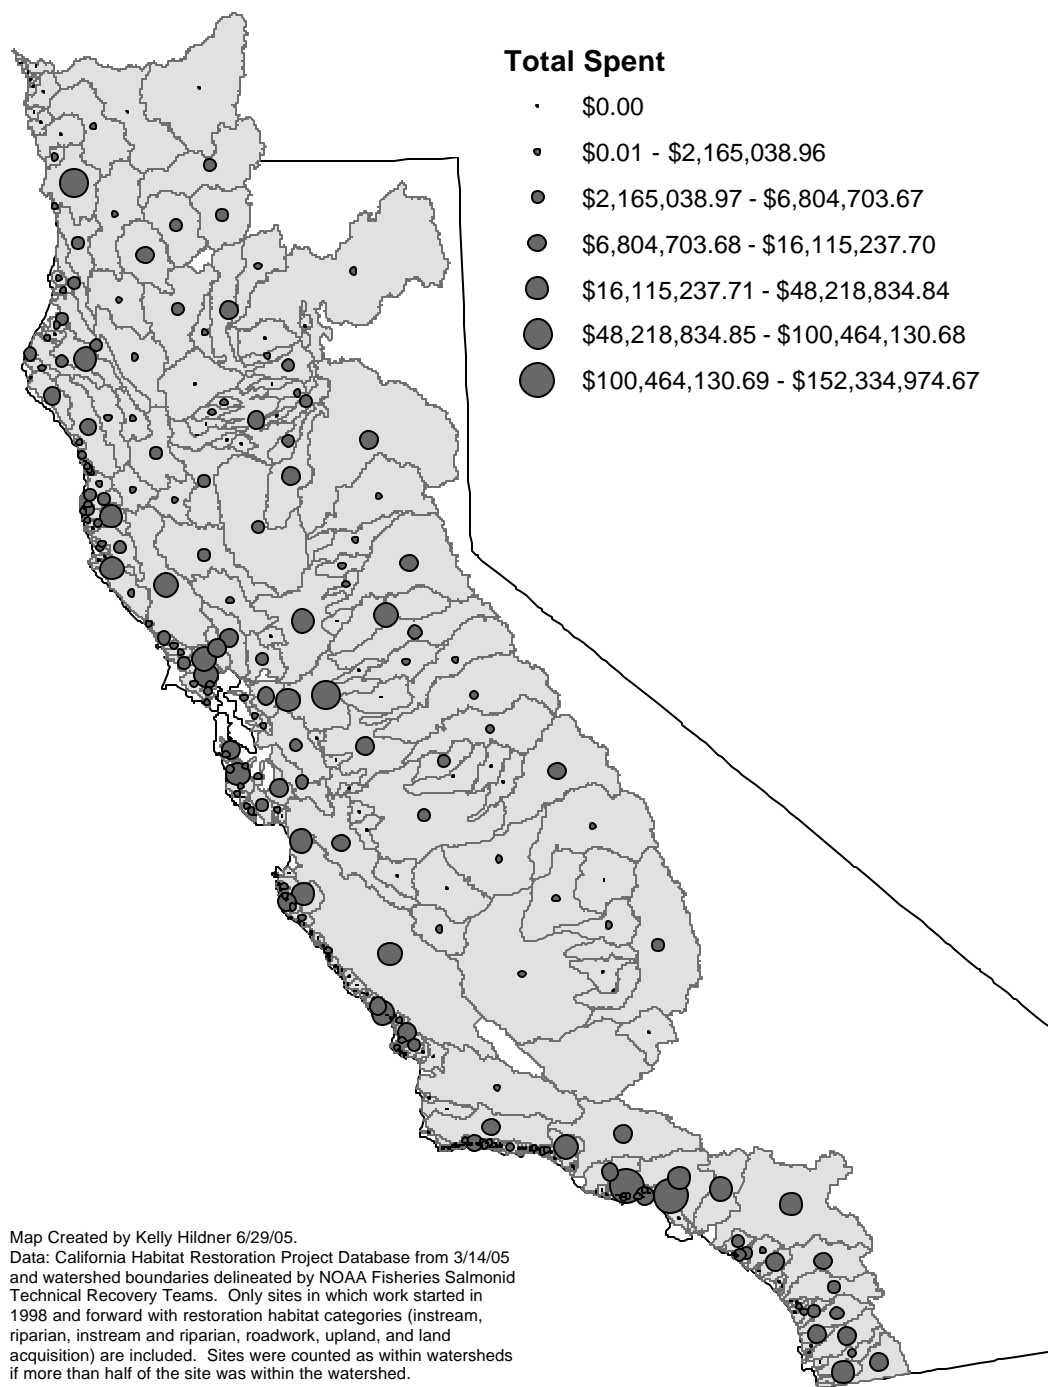 Total Spent
$0.00
$0.01 - $2,165,038.96
$2,165,038.97 - $6,804,703.67
$6,804,703.68 - $16,115,237.70
$16,115,237.71 - $48,218,834.84
$48,218,834.85 - $100,464,130.68
$100,464,130.69 - $152,334,974.67
Map Created by Kelly Hildner 6/29/05.
Data: California Habitat Restoration Project Database from 3/14/05
and watershed boundaries delineated by NOAA Fisheries Salmonid
Technical Recovery Teams.  Only sites in which work started in
1998 and forward with restoration habitat categories (instream,
riparian, instream and riparian, roadwork, upland, and land
acquisition) are included.  Sites were counted as within watersheds
if more than half of the site was within the watershed.